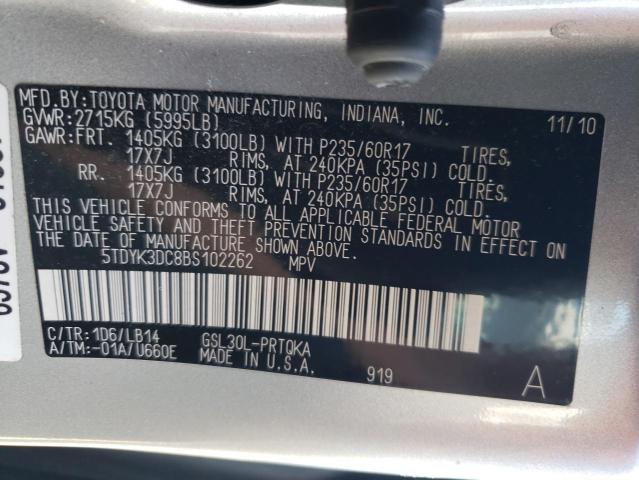 MFD.BY:TOYOTA MOTOR MANUFACTURING, INDIANA, INC. 11/10
GVWR:2715KG (5995LB)
GAWR:FRT. 1405KG (3100LB) WITH P235/60R17 TIRES,
17X7J RIMS, AT 240KPA (35PSI) COLD.
RR. 1405KG (3100LB) WITH P235/60R17 TIRES,
17X7J RIMS, AT 240KPA (35PSI) COLD.
THIS VEHICLE CONFORMS TO ALL APPLICABLE FEDERAL MOTOR
VEHICLE SAFETY AND THEFT PREVENTION STANDARDS IN EFFECT ON
THE DATE OF MANUFACTURE SHOWN ABOVE.
5TDYK3DC8BS102262 MPV
C/TR:1D6/LB14 GSL30L-PRTQKA
A/TM:-01A/U660E MADE IN U.S.A. 919 A